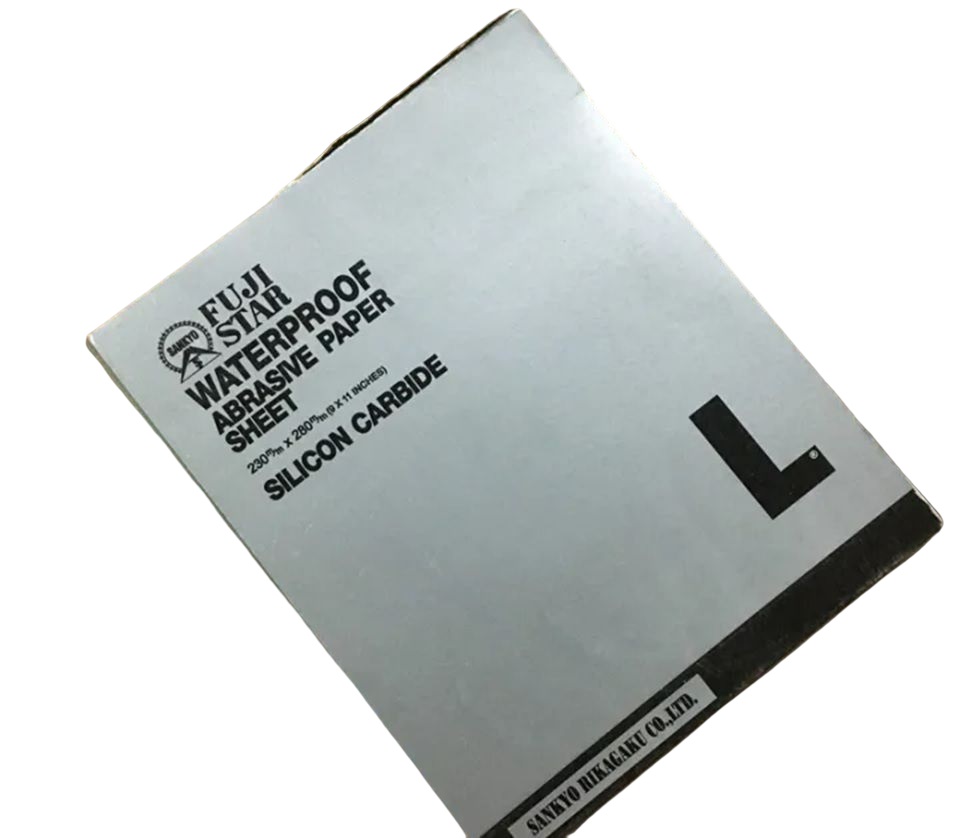 SANKYO
FUJI
STAR
WATERPROOF
ABRASIVE PAPER
SHEET
230m/m X 280m/m (9 X 11 INCHES)
SILICON CARBIDE
L®
SANKYO RIKAGAKU CO.,LTD.